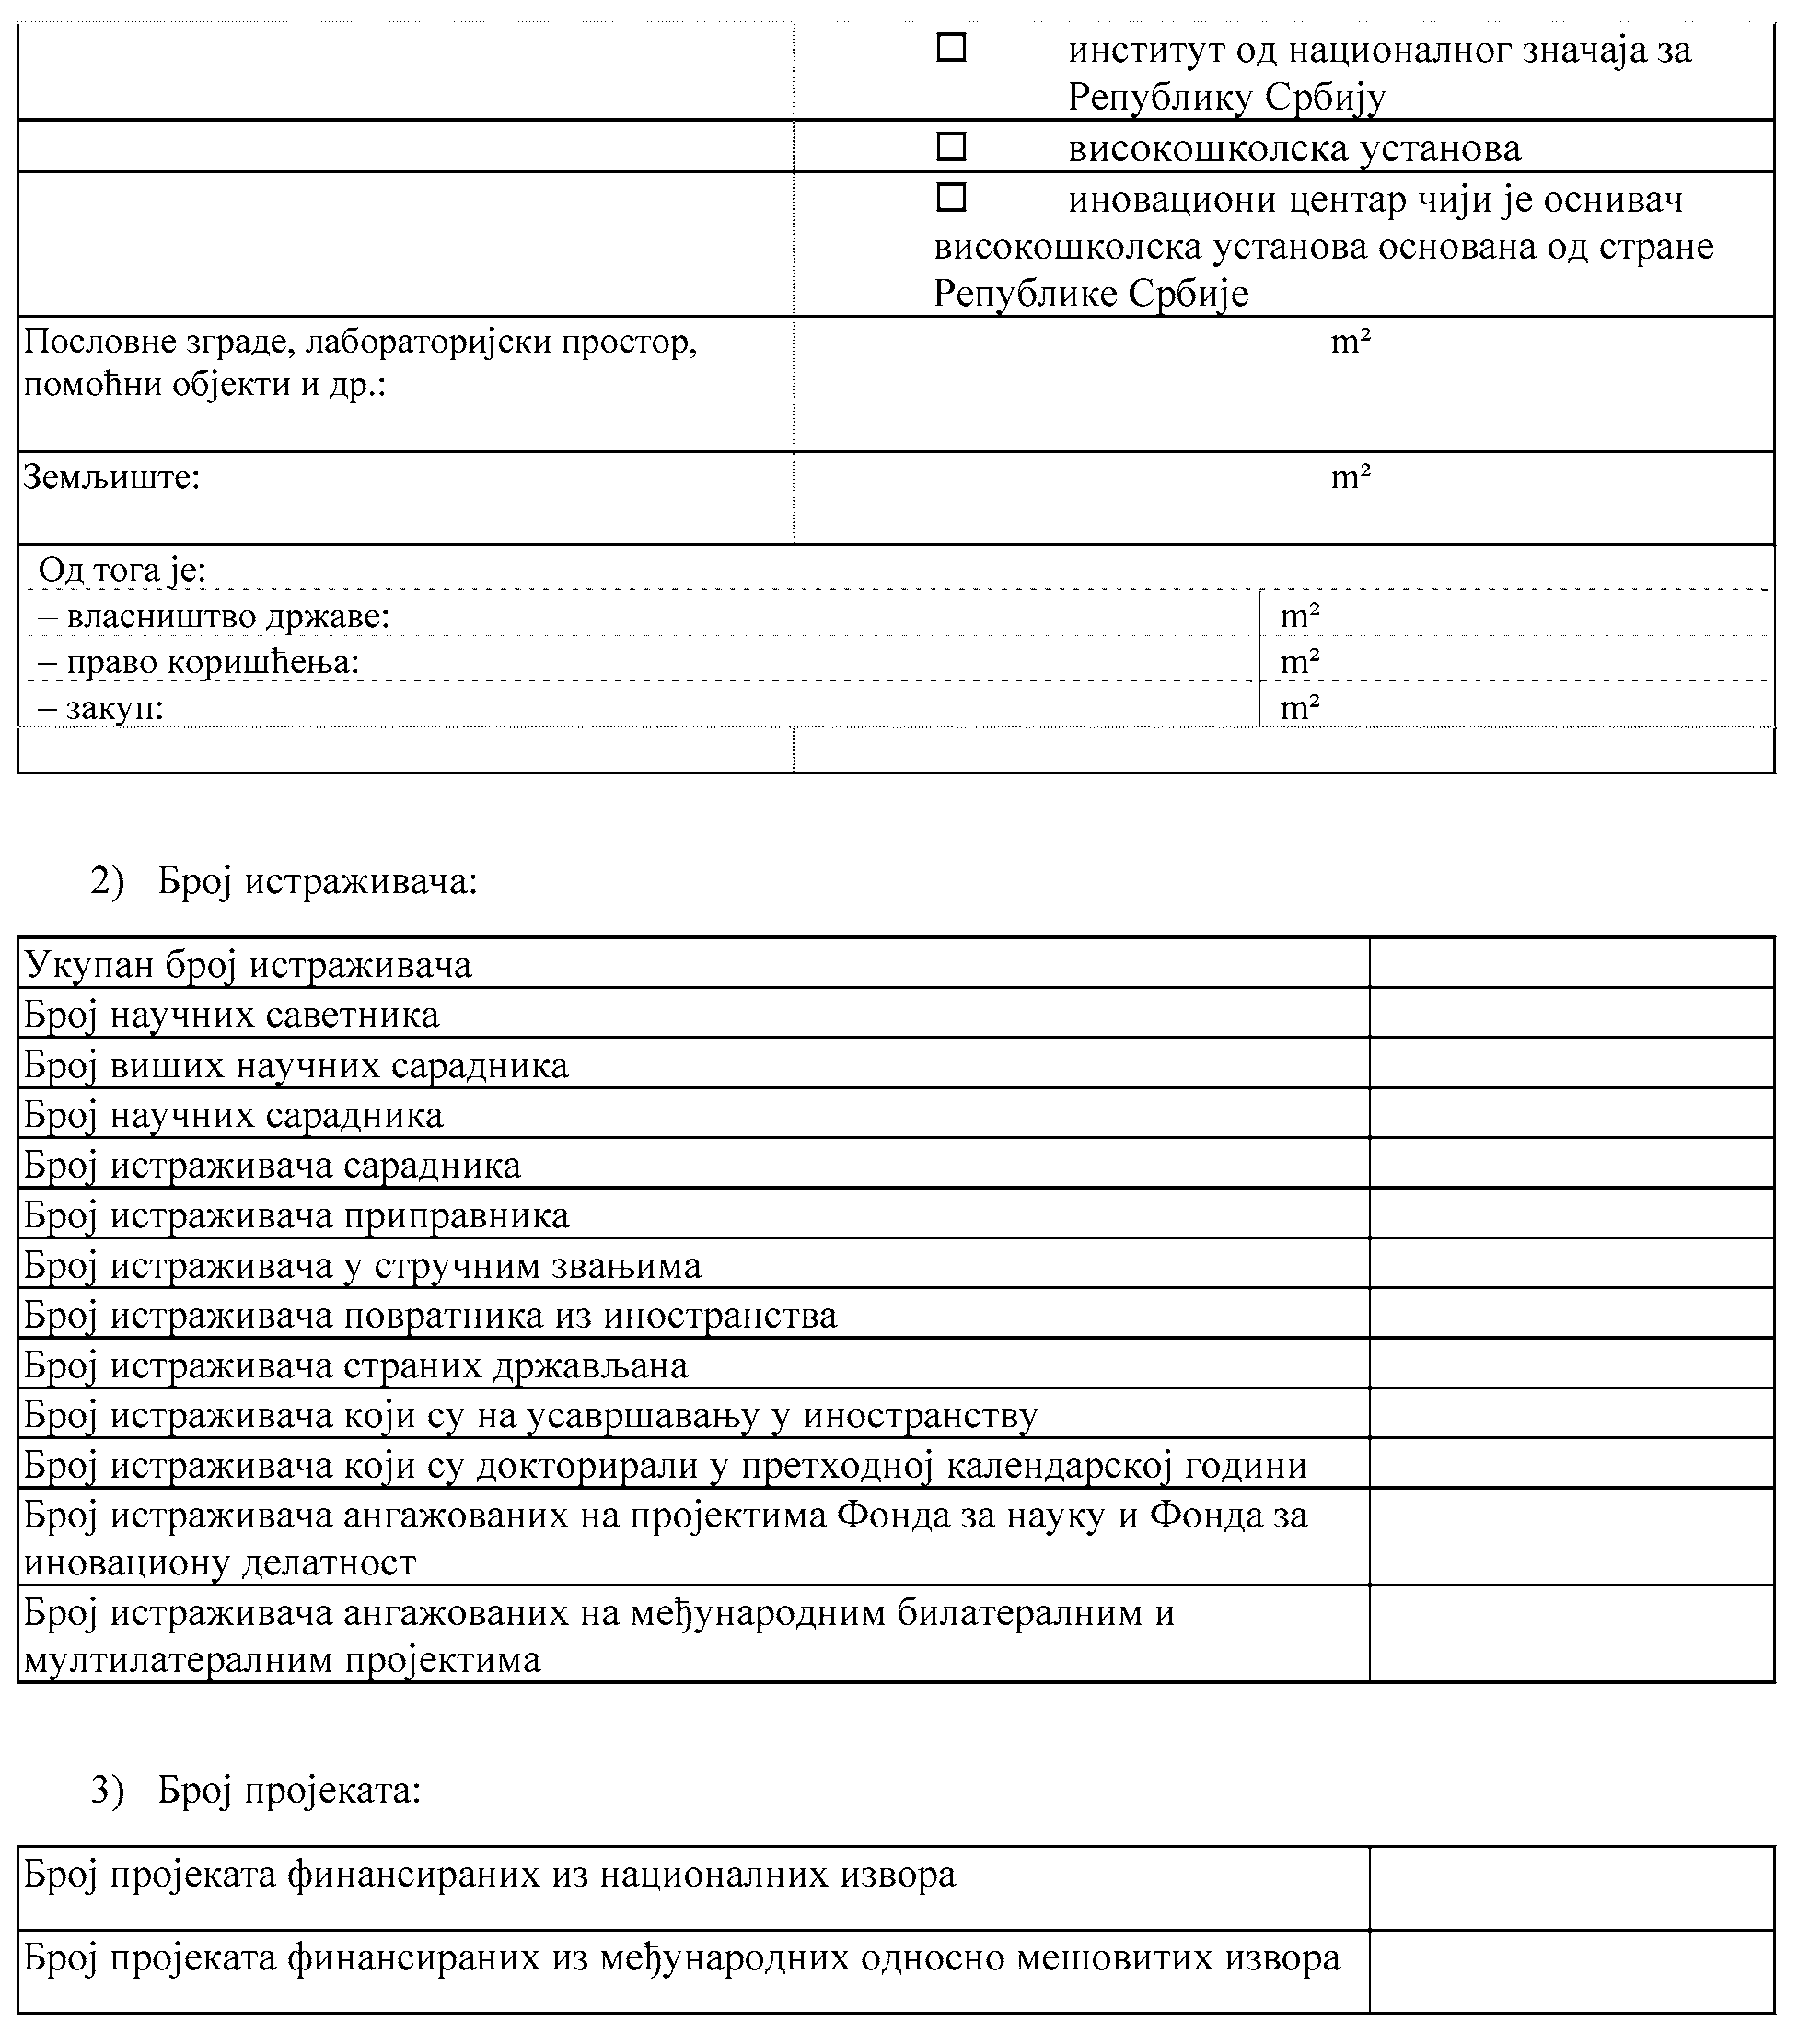 ☐ институт од националног значаја за
Републику Србију
☐ високошколска установа
☐ иновациони центар чији је оснивач
високошколска установа основана од стране
Републике Србије
Пословне зграде, лабораторијски простор, m²
помоћни објекти и др.:
Земљиште: m²
Од тога је:
– власништво државе: m²
– право коришћења: m²
– закуп: m²
2) Број истраживача:
Укупан број истраживача
Број научних саветника
Број виших научних сарадника
Број научних сарадника
Број истраживача сарадника
Број истраживача приправника
Број истраживача у стручним звањима
Број истраживача повратника из иностранства
Број истраживача страних држављана
Број истраживача који су на усавршавању у иностранству
Број истраживача који су докторирали у претходној календарској години
Број истраживача ангажованих на пројектима Фонда за науку и Фонда за
иновациону делатност
Број истраживача ангажованих на међународним билатералним и
мултилатералним пројектима
3) Број пројеката:
Број пројеката финансираних из националних извора
Број пројеката финансираних из међународних односно мешовитих извора